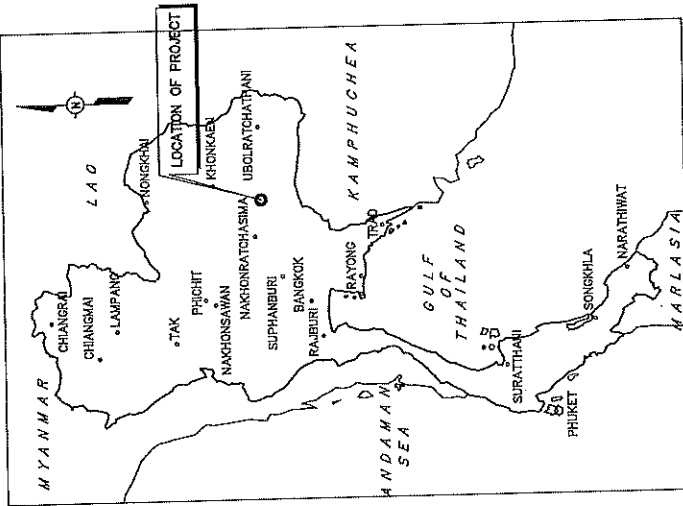 LOCATION OF PROJECT
N
MYANMAR
LAO
CHIANGRAI
CHIANGMAI
LAMPANG
NONGKHAI
TAK
PHICHIT
KHONKAEN
NAKHONSAWAN
NAKHONRATCHASIMA
UBOLRATCHATHANI
SUPHANBURI
BANGKOK
RAJBURI
RAYONG
TRAD
KAMPHUCHEA
GULF
OF
THAILAND
ANDAMAN
SEA
SURATTHANI
PHUKET
SONGKHLA
NARATHIWAT
MARLASIA